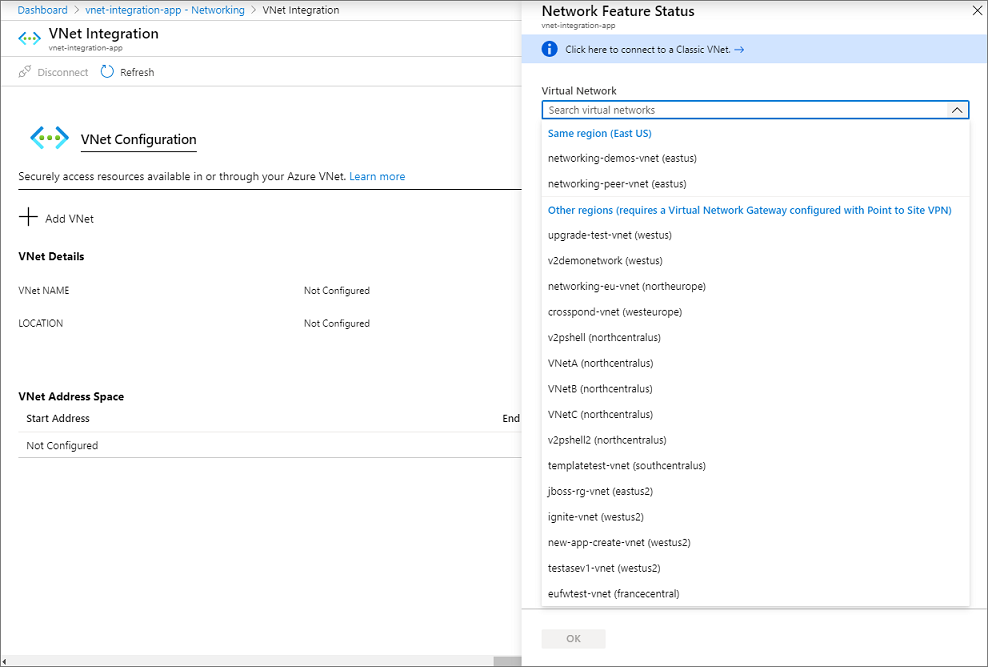 Dashboard > vnet-integration-app - Networking > VNet Integration
VNet Integration
vnet-integration-app
Disconnect Refresh
VNet Configuration
Securely access resources available in or through your Azure VNet. Learn more
Add VNet
VNet Details
VNet NAME Not Configured
LOCATION Not Configured
VNet Address Space
Start Address End
Not Configured
Network Feature Status
vnet-integration-app
Click here to connect to a Classic VNet. →
Virtual Network
Search virtual networks
Same region (East US)
networking-demos-vnet (eastus)
networking-peer-vnet (eastus)
Other regions (requires a Virtual Network Gateway configured with Point to Site VPN)
upgrade-test-vnet (westus)
v2demonetwork (westus)
networking-eu-vnet (northeurope)
crosspond-vnet (westeurope)
v2pshell (northcentralus)
VNetA (northcentralus)
VNetB (northcentralus)
VNetC (northcentralus)
v2pshell2 (northcentralus)
templatetest-vnet (southcentralus)
jboss-rg-vnet (eastus2)
ignite-vnet (westus2)
new-app-create-vnet (westus2)
testasev1-vnet (westus2)
eufwtest-vnet (francecentral)
OK